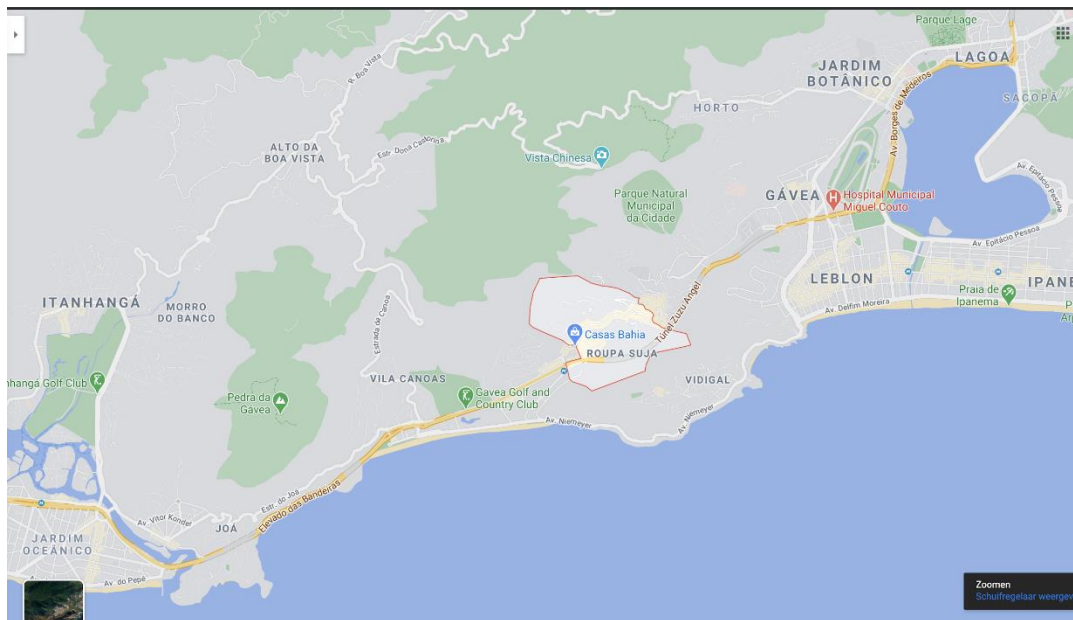 Parque Lage
LAGOA
JARDIM
BOTÂNICO
SACOPÃ
R. Boa Vista
HORTO
Av. Borges de Medeiros
Estr. Dona Castorina
ALTO DA
BOA VISTA
Vista Chinesa
Av. Epitácio Pessoa
Parque Natural
Municipal
da Cidade
GÁVEA
Hospital Municipal
Miguel Couto
Av. Epitácio Pessoa
LEBLON
IPANE
Praia de
Ipanema
Av. Delfim Moreira
P
Ar
ITANHANGÁ
MORRO
DO BANCO
Estrada de Canoa
Túnel Zuzu Angel
Casas Bahia
ROUPA SUJA
VILA CANOAS
VIDIGAL
nhangá Golf Club
Pedra da
Gávea
Gavea Golf and
Country Club
Av. Niemeyer
Av. Niemeyer
Estr. do Joá
Elevado das Bandeiras
Av. Vitor Konder
JOÁ
JARDIM
OCEÂNICO
Av. do Pepê
Zoomen
Schuifregelaar weergev